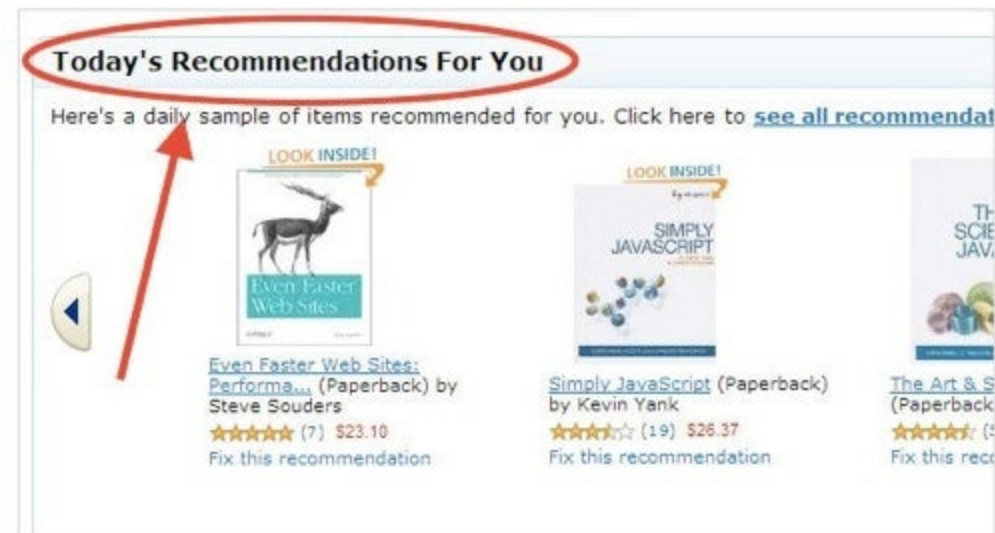 Today's Recommendations For You
Here's a daily sample of items recommended for you. Click here to see all recommendat
LOOK INSIDE!
Even Faster
Web Sites
Even Faster Web Sites:
Performa... (Paperback) by
Steve Souders
(7) $23.10
Fix this recommendation
LOOK INSIDE!
SIMPLY
JAVASCRIPT
Simply JavaScript (Paperback)
by Kevin Yank
(19) $26.37
Fix this recommendation
TH
SCIE
JAV
The Art & S
(Paperback
Fix this rec